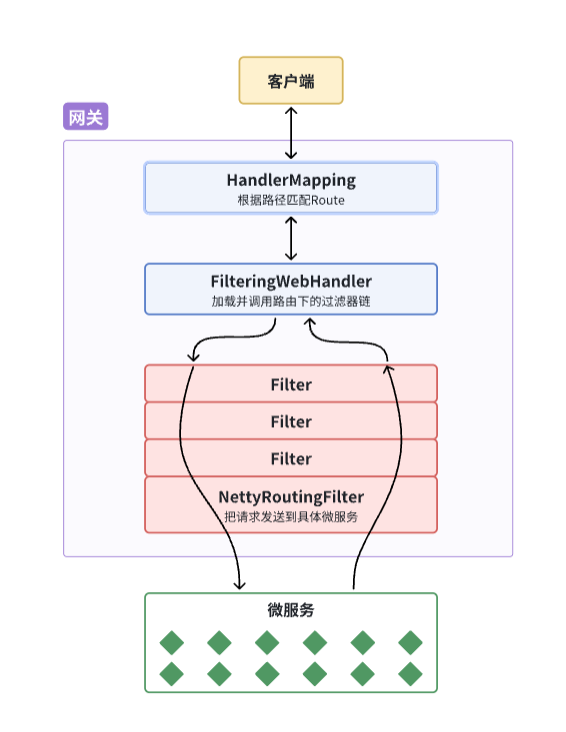 客户端
网关
HandlerMapping
根据路径匹配Route
FilteringWebHandler
加载并调用路由下的过滤器链
Filter
Filter
Filter
NettyRoutingFilter
把请求发送到具体微服务
微服务